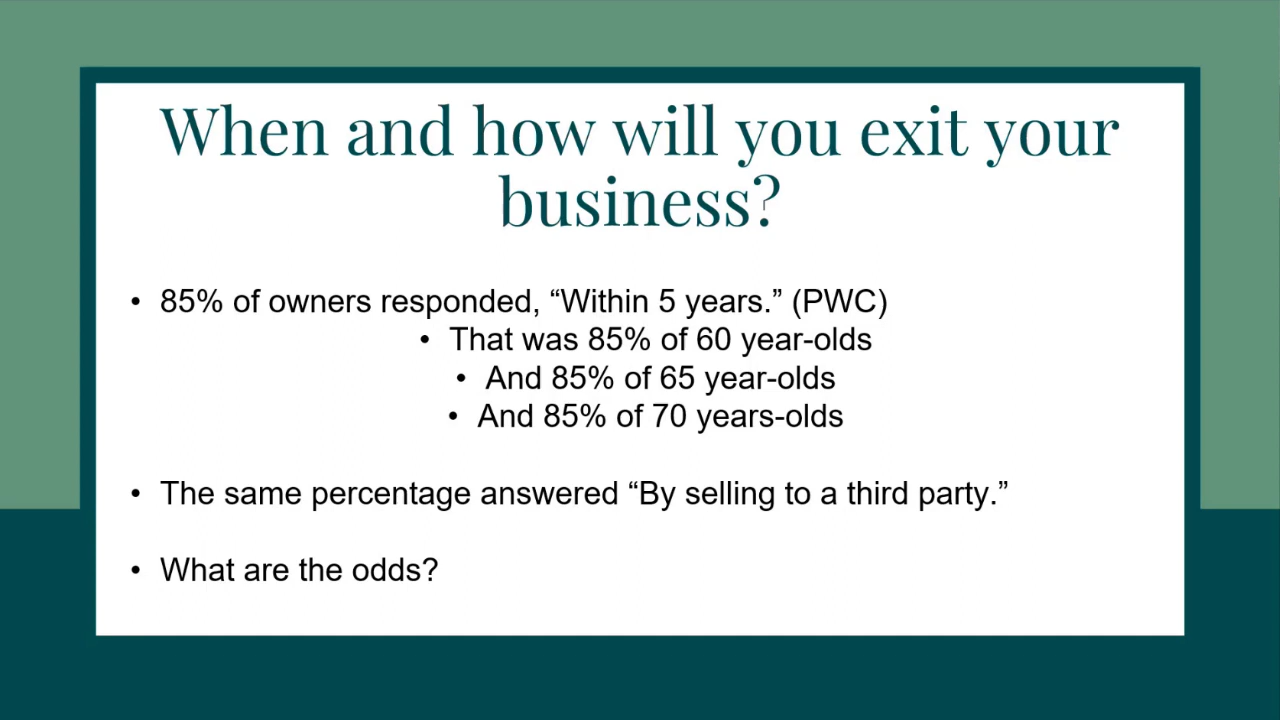 When and how will you exit your
business?
• 85% of owners responded, “Within 5 years.” (PWC)
• That was 85% of 60 year-olds
• And 85% of 65 year-olds
• And 85% of 70 years-olds
• The same percentage answered “By selling to a third party.”
• What are the odds?